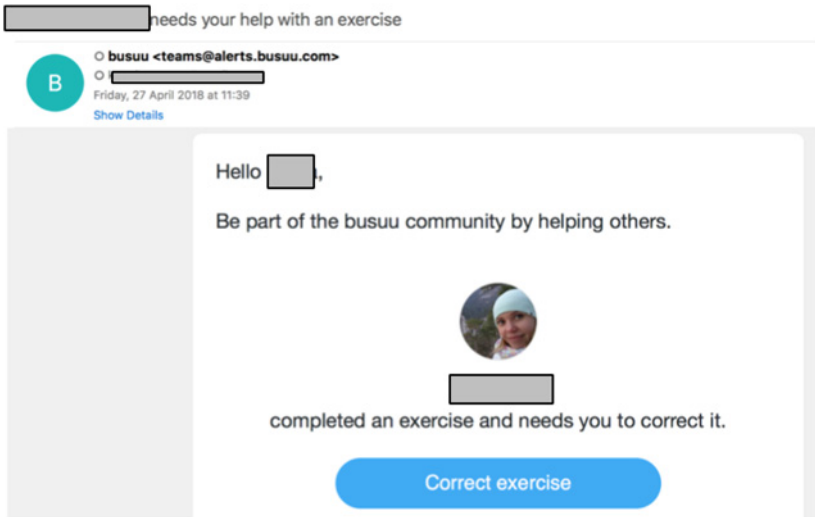 needs your help with an exercise
busuu <teams@alerts.busuu.com>
B
Friday, 27 April 2018 at 11:39
Show Details
Hello ,
Be part of the busuu community by helping others.
completed an exercise and needs you to correct it.
Correct exercise